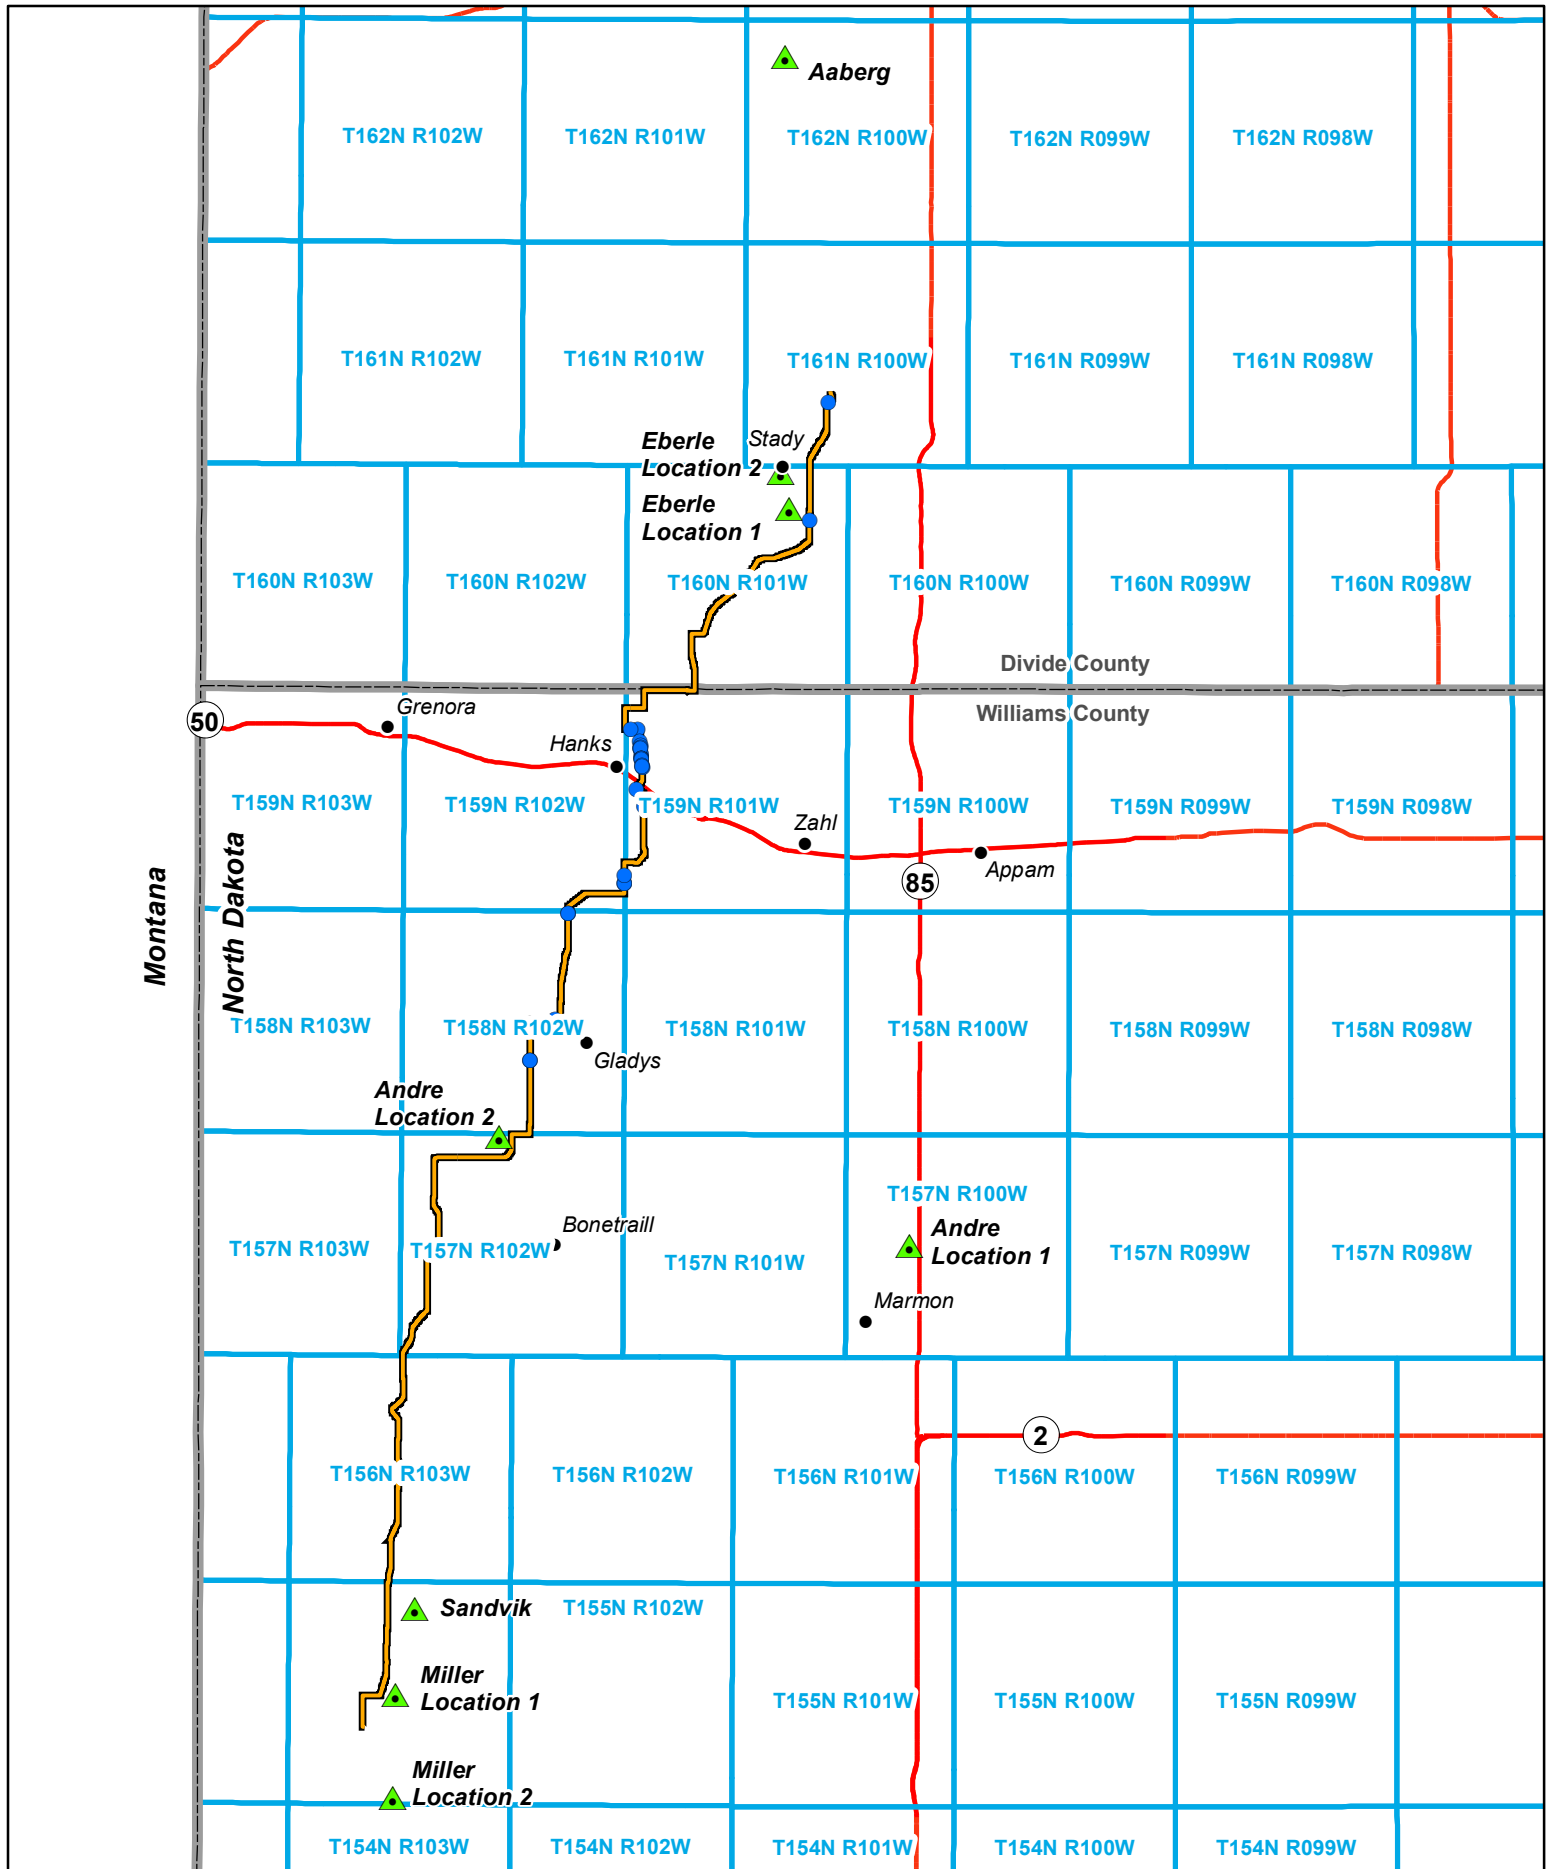 Aaberg
T162N R102W
T162N R101W
T162N R100W
T162N R099W
T162N R098W
T161N R102W
T161N R101W
T161N R100W
T161N R099W
T161N R098W
Eberle
Location 2
Stady
Eberle
Location 1
T160N R103W
T160N R102W
T160N R101W
T160N R100W
T160N R099W
T160N R098W
Divide County
Williams County
50
Grenora
Hanks
T159N R103W
T159N R102W
T159N R101W
T159N R100W
T159N R099W
T159N R098W
Zahl
Appam
85
Montana
North Dakota
T158N R103W
T158N R102W
T158N R101W
T158N R100W
T158N R099W
T158N R098W
Gladys
Andre
Location 2
T157N R100W
Bonetraill
Andre
Location 1
T157N R103W
T157N R102W
T157N R101W
T157N R099W
T157N R098W
Marmon
2
T156N R103W
T156N R102W
T156N R101W
T156N R100W
T156N R099W
Sandvik
T155N R102W
Miller
Location 1
T155N R101W
T155N R100W
T155N R099W
Miller
Location 2
T154N R103W
T154N R102W
T154N R101W
T154N R100W
T154N R099W